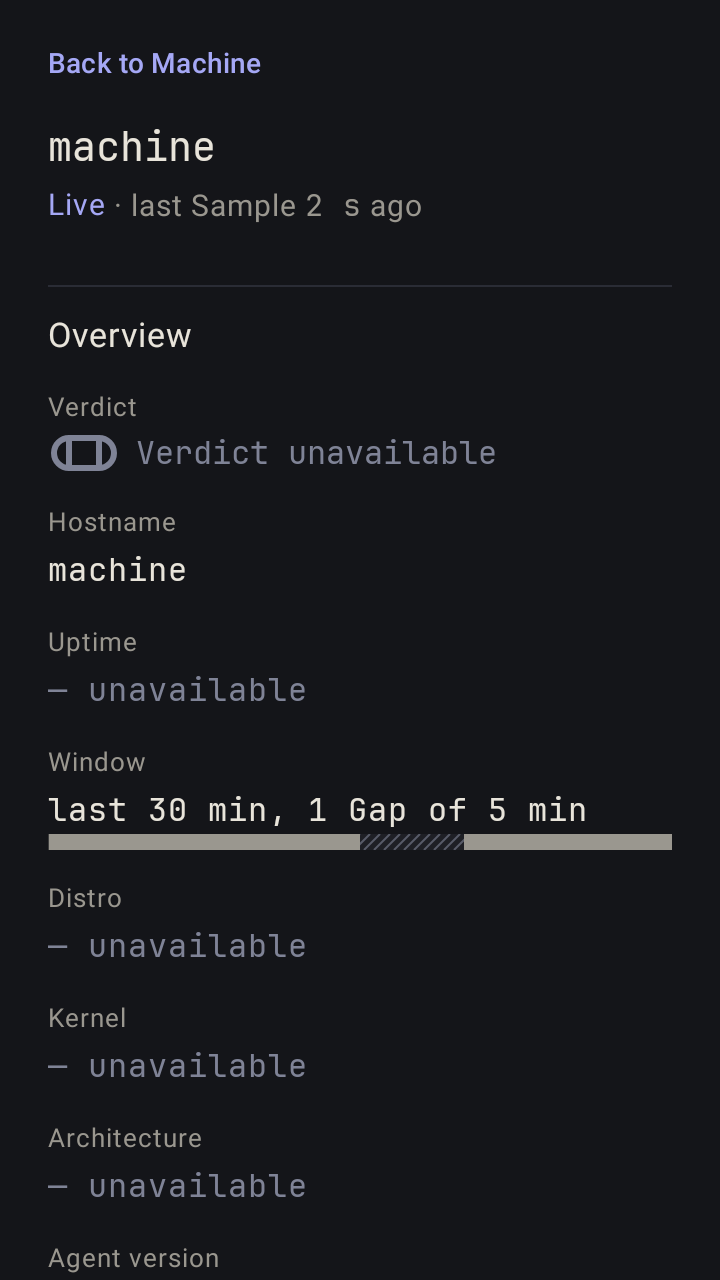 Back to Machine
machine
Live · last Sample 2 s ago
Overview
Verdict
Verdict unavailable
Hostname
machine
Uptime
— unavailable
Window
last 30 min, 1 Gap of 5 min
Distro
— unavailable
Kernel
— unavailable
Architecture
— unavailable
Agent version